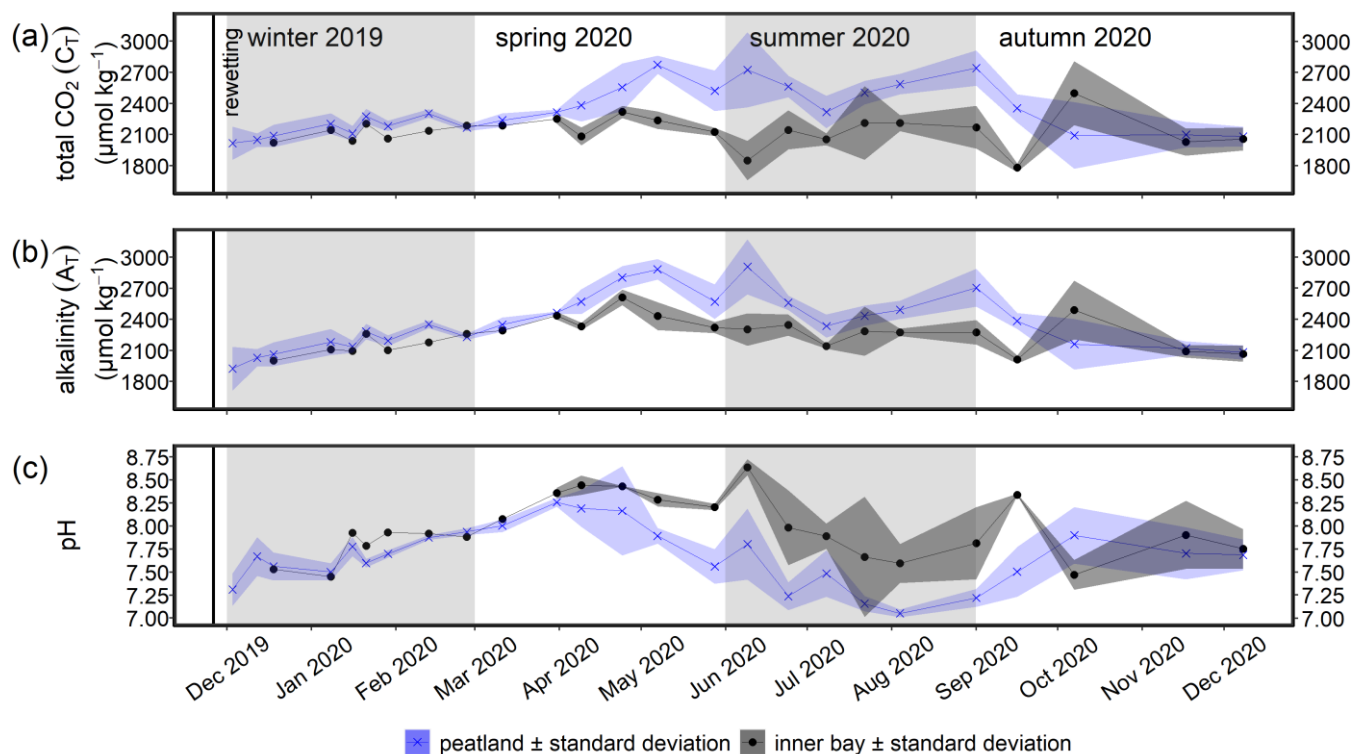 (a)
total CO₂ (C_T)
(μmol kg⁻¹)
3000
2700
2400
2100
1800
rewetting
winter 2019
spring 2020
summer 2020
autumn 2020
3000
2700
2400
2100
1800
(b)
alkalinity (A_T)
(μmol kg⁻¹)
3000
2700
2400
2100
1800
3000
2700
2400
2100
1800
(c)
pH
8.75
8.50
8.25
8.00
7.75
7.50
7.25
7.00
8.75
8.50
8.25
8.00
7.75
7.50
7.25
7.00
Dec 2019
Jan 2020
Feb 2020
Mar 2020
Apr 2020
May 2020
Jun 2020
Jul 2020
Aug 2020
Sep 2020
Oct 2020
Nov 2020
Dec 2020
peatland ± standard deviation
inner bay ± standard deviation